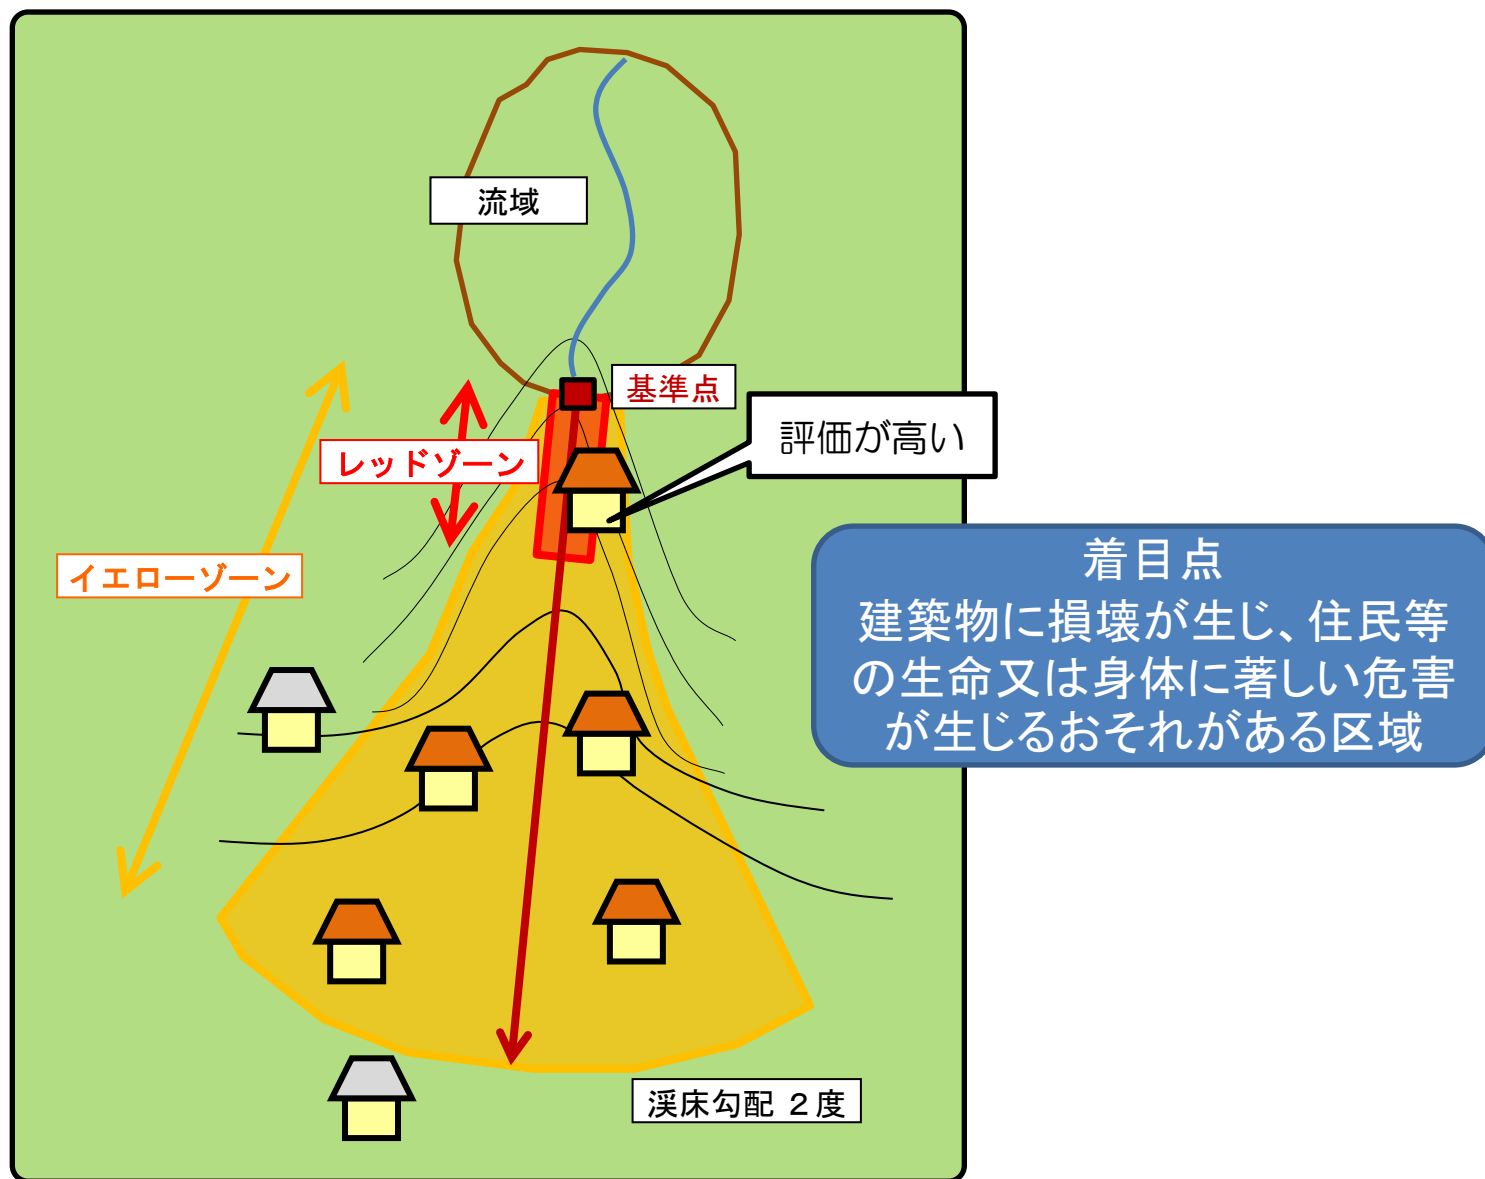 流域
基準点
評価が高い
レッドゾーン
イエローゾーン
着目点
建築物に損壊が生じ、住民等
の生命又は身体に著しい危害
が生じるおそれがある区域
渓床勾配 2度